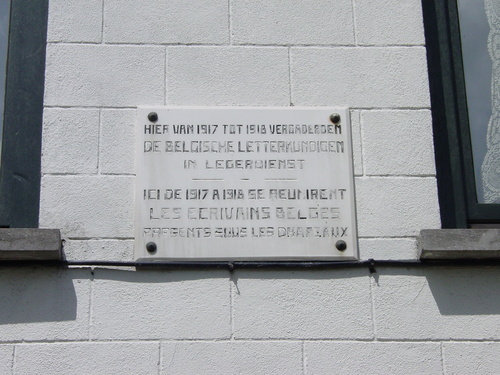 HIER VAN 1917 TOT 1918 VERGADERDEN
DE BELGISCHE LETTERKUNDIGEN
IN LEGERDIENST
ICI DE 1917 A 1918 SE REUNIRENT
LES ECRIVAINS BELGES
PRESENTS SOUS LES DRAPEAUX